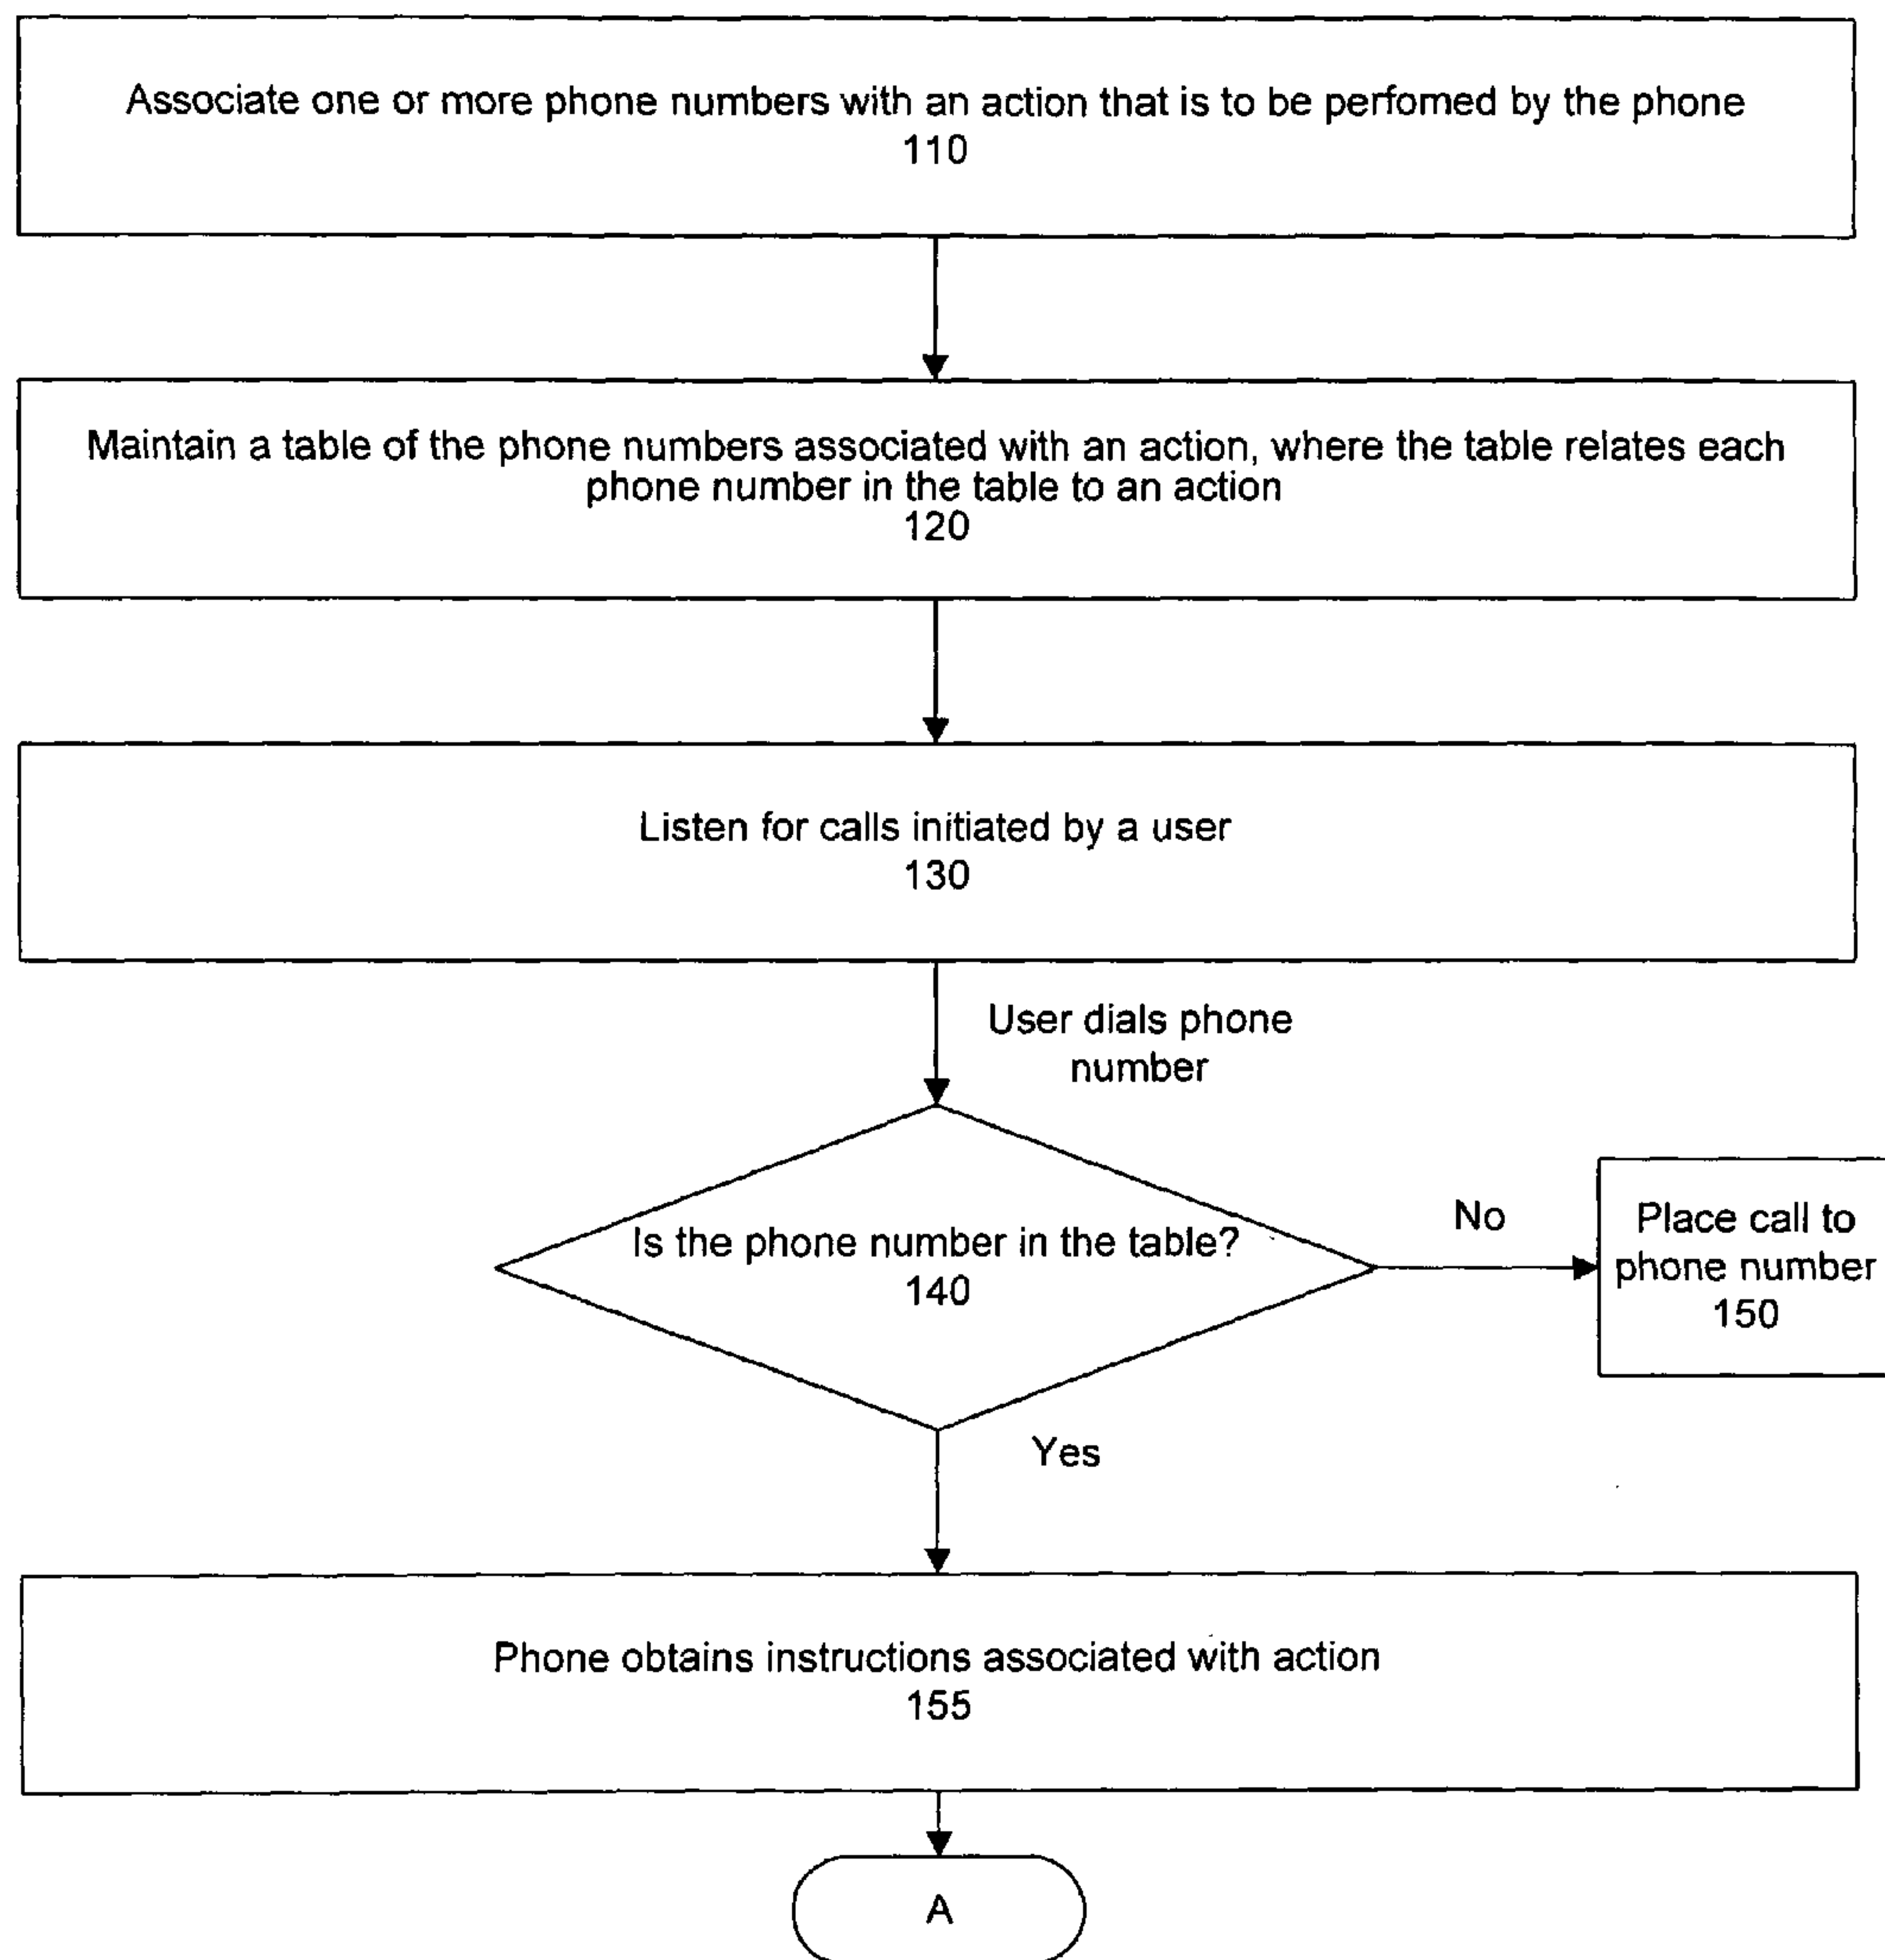 Associate one or more phone numbers with an action that is to be perfomed by the phone
110
Maintain a table of the phone numbers associated with an action, where the table relates each
phone number in the table to an action
120
Listen for calls initiated by a user
130
User dials phone
number
Is the phone number in the table?
140
No
Place call to
phone number
150
Yes
Phone obtains instructions associated with action
155
A